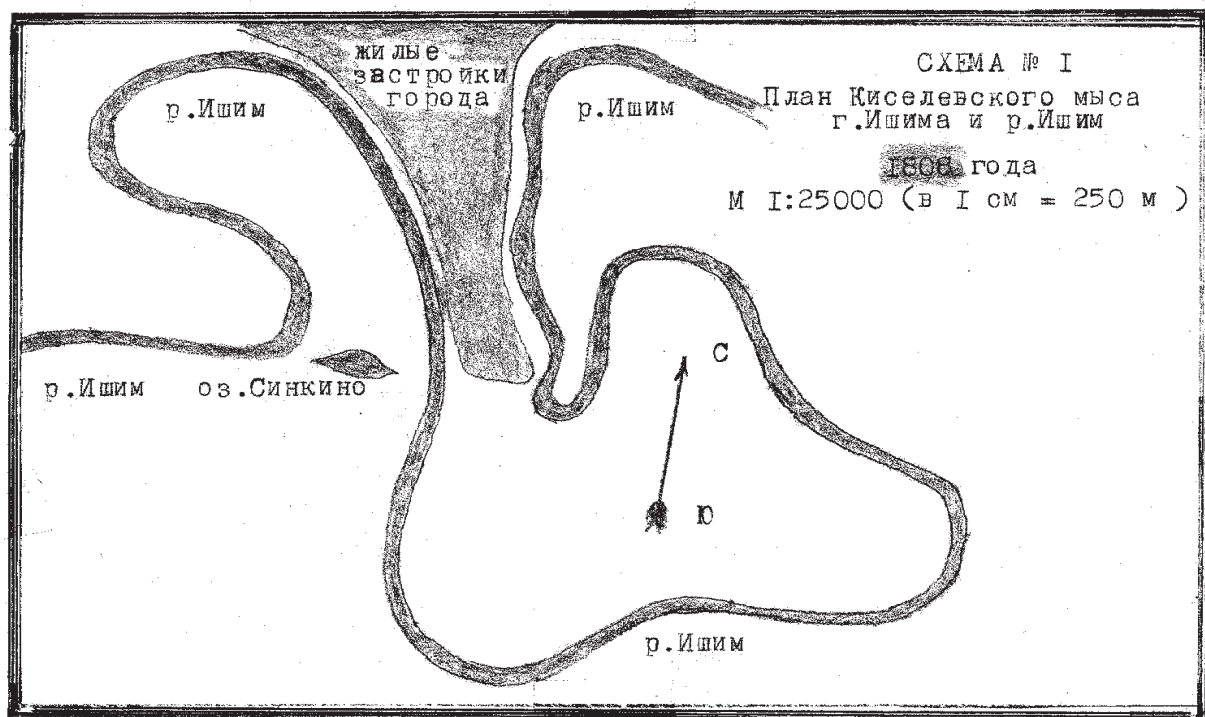 СХЕМА № I
План Киселевского мыса
г.Ишима и р.Ишим
года
М I:25000 (в I см = 250 м )
жилые
застройки
города
р.Ишим
р.Ишим
р.Ишим
оз.Синкино
С
Ю
р.Ишим